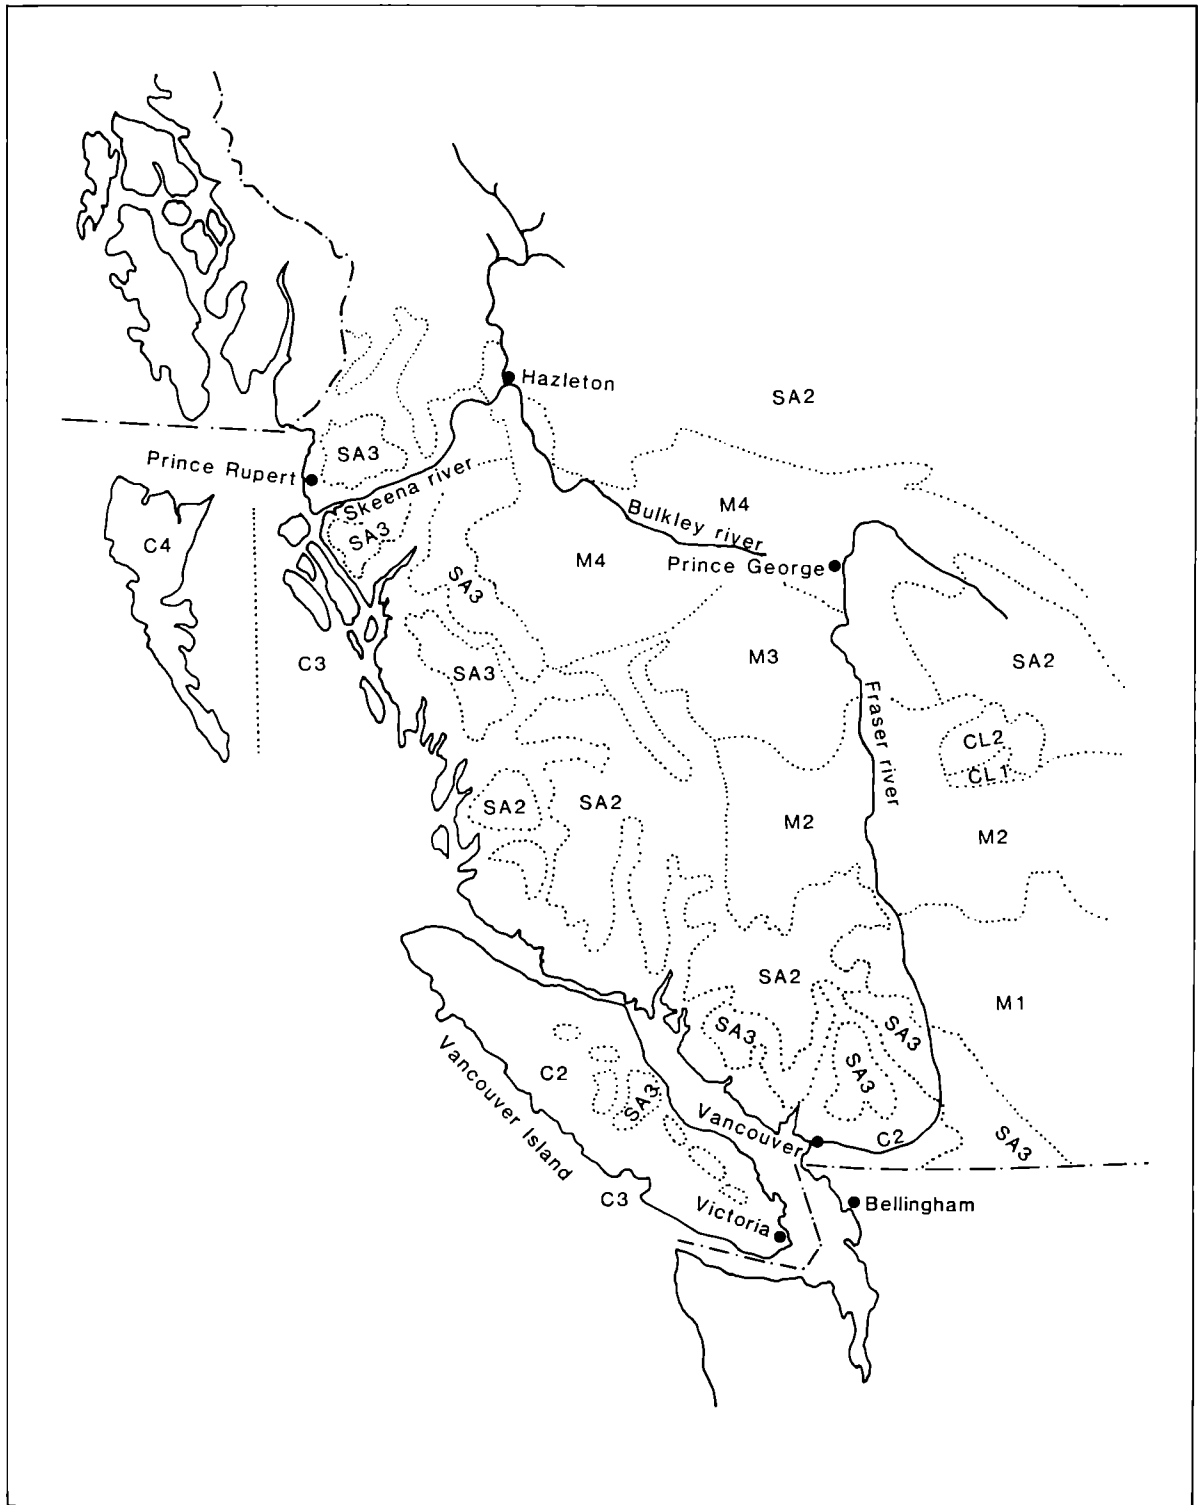 Hazleton
SA2
SA3
Prince Rupert
Skeena river
M4
Bulkley river
C4
SA3
M4
Prince George
SA3
C3
SA3
M3
SA2
Fraser river
CL2
CL1
SA2
SA2
M2
M2
SA2
M1
SA3
SA3
SA3
C2
SA3
Vancouver Island
Vancouver
C2
SA3
C3
Victoria
Bellingham